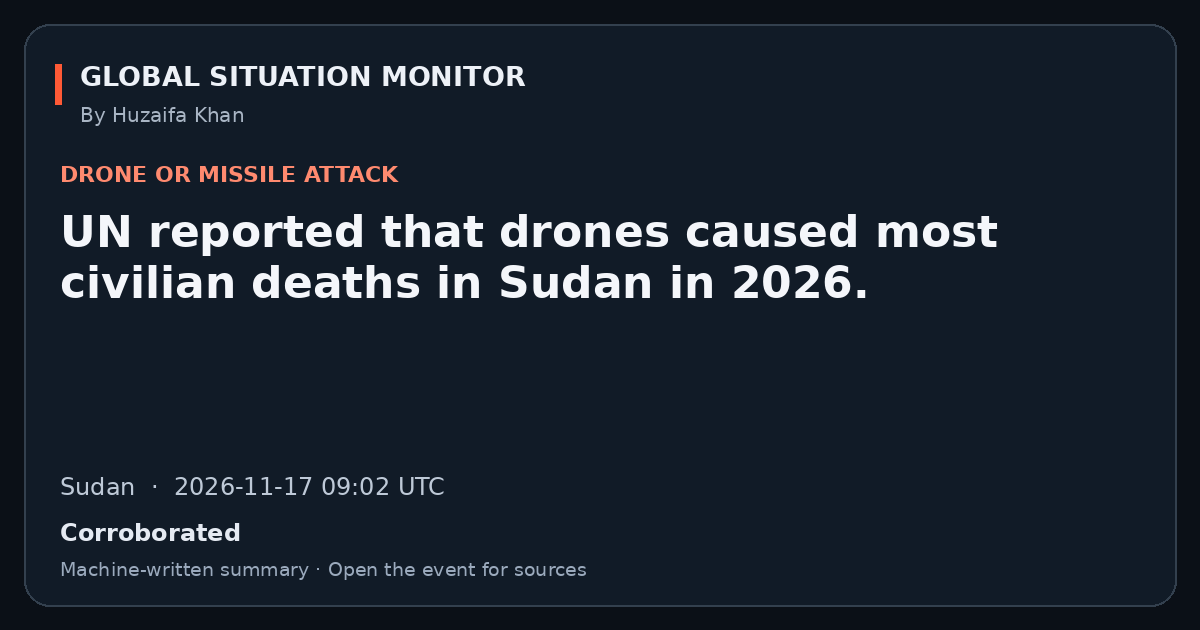 GLOBAL SITUATION MONITOR
By Huzaifa Khan
DRONE OR MISSILE ATTACK
UN reported that drones caused most
civilian deaths in Sudan in 2026.
Sudan · 2026-11-17 09:02 UTC
Corroborated
Machine-written summary · Open the event for sources